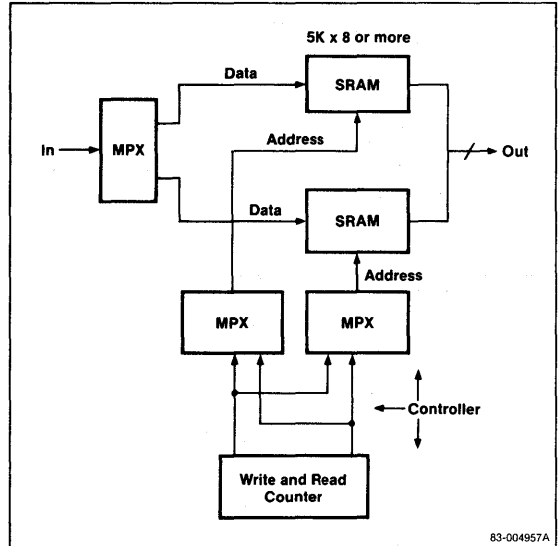 5K x 8 or more
Data
SRAM
In
MPX
Address
Out
Data
SRAM
Address
MPX
MPX
Controller
Write and Read
Counter
83-004957A